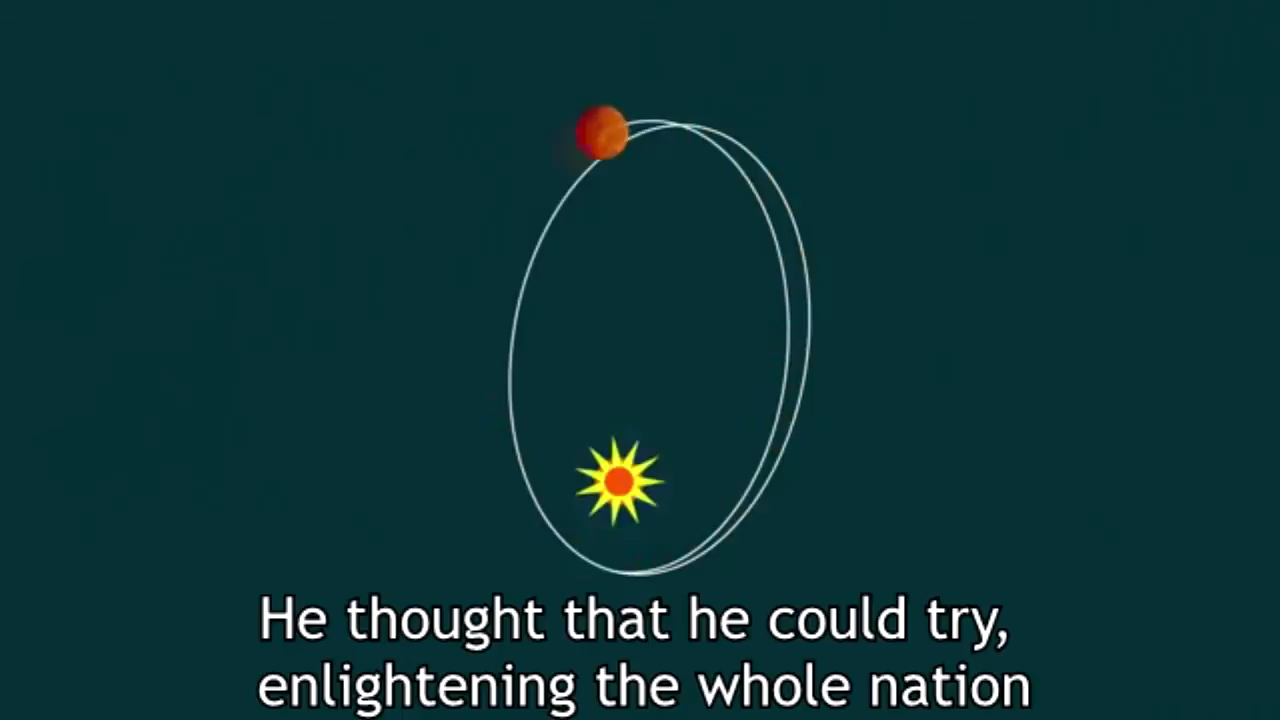 He thought that he could try,
enlightening the whole nation